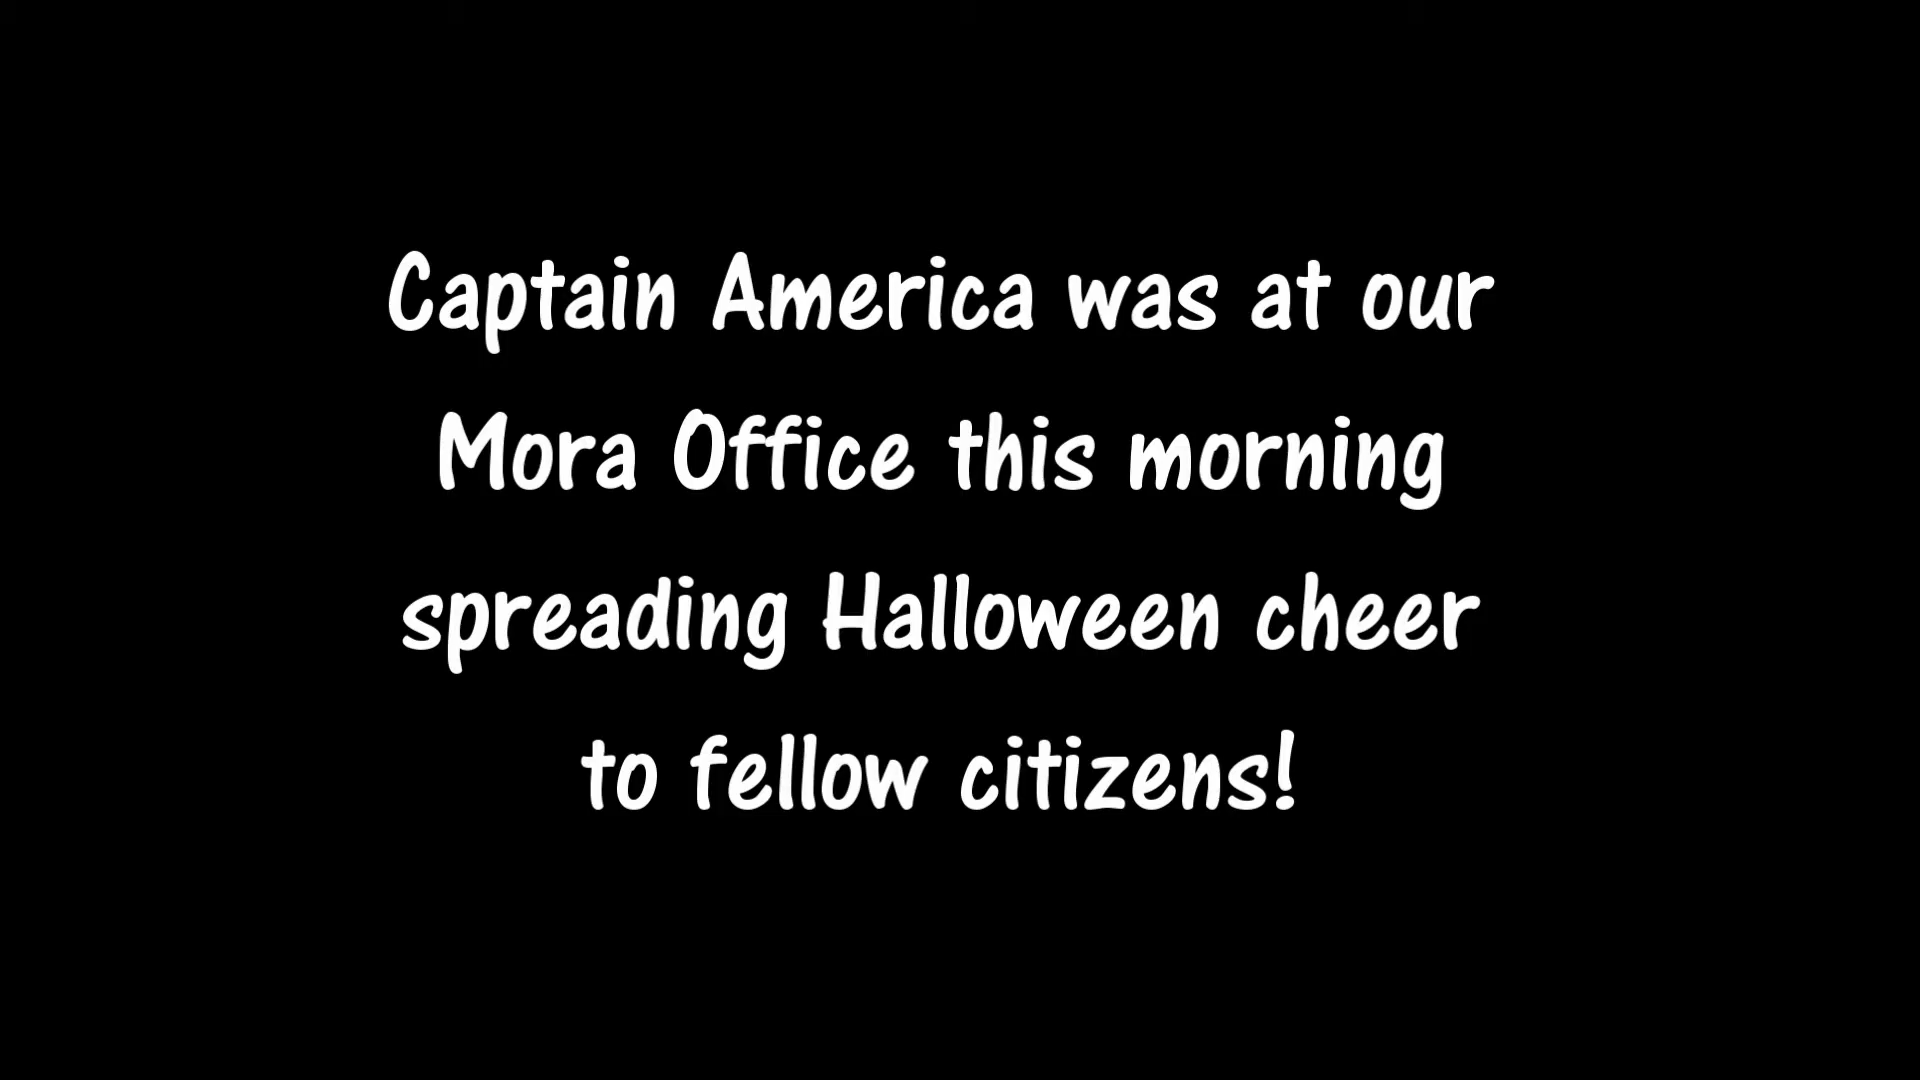 Captain America was at our
Mora Office this morning
spreading Halloween cheer
to fellow citizens!